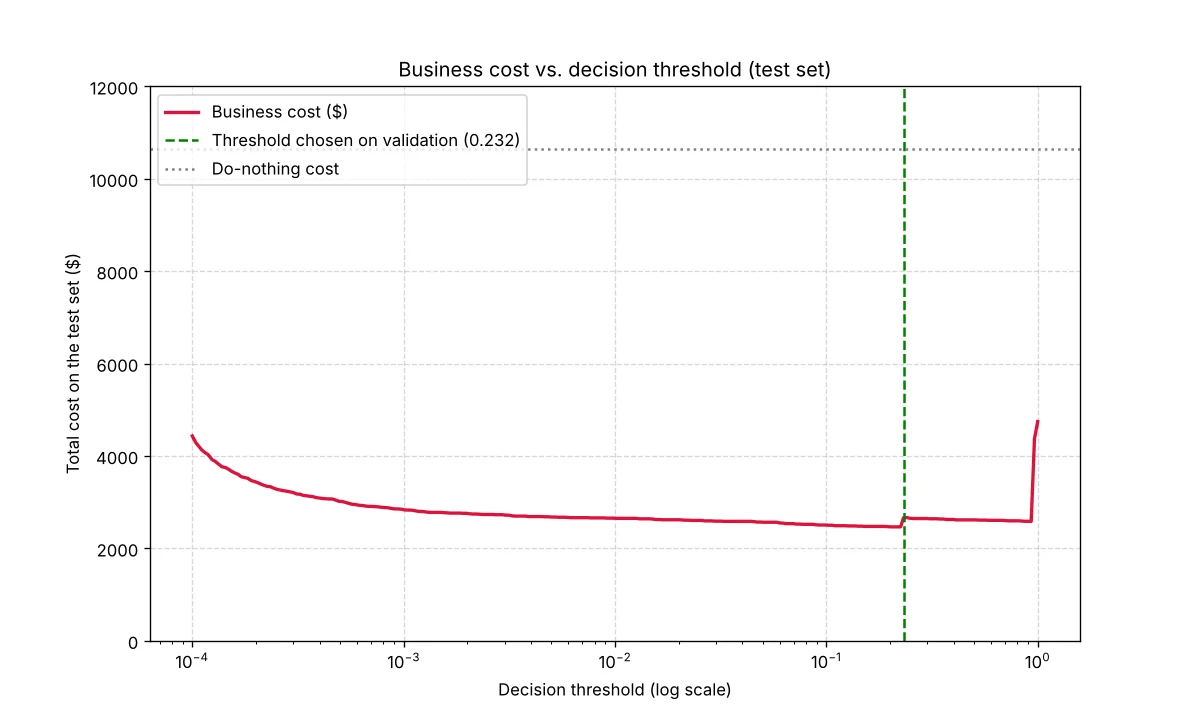 Business cost vs. decision threshold (test set)
Business cost ($)
Threshold chosen on validation (0.232)
Do-nothing cost
Total cost on the test set ($)
12000
10000
8000
6000
4000
2000
0
10⁻⁴
10⁻³
10⁻²
10⁻¹
10⁰
Decision threshold (log scale)